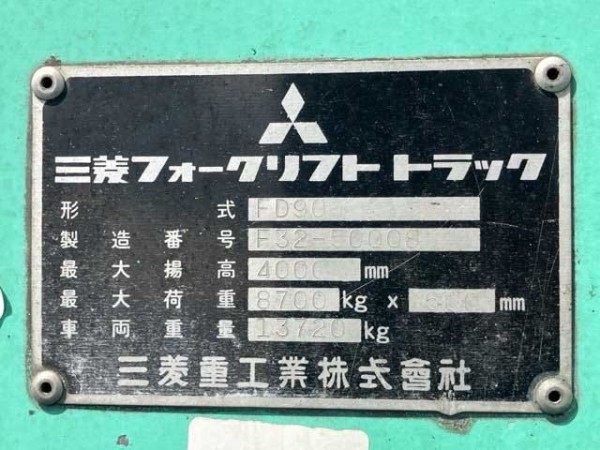 三菱フォークリフト トラック
形式 FD90
製造番号 F32-50008
最大揚高 4000 mm
最大荷重 8700 kg x 600 mm
車両重量 13720 kg
三菱重工業株式會社